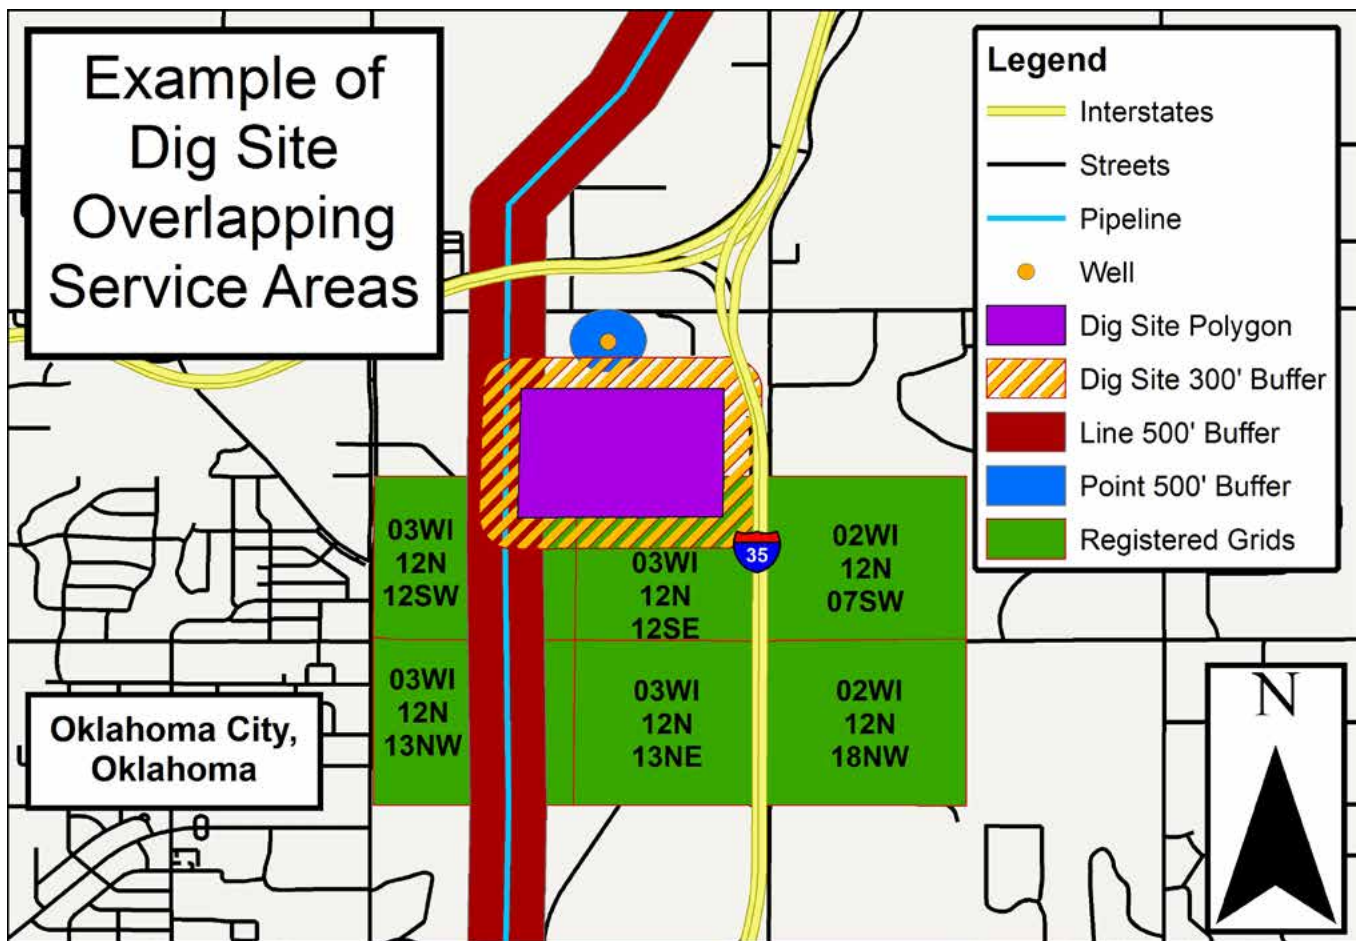 Example of
Dig Site
Overlapping
Service Areas
Legend
Interstates
Streets
Pipeline
Well
Dig Site Polygon
Dig Site 300' Buffer
Line 500' Buffer
Point 500' Buffer
Registered Grids
03WI
12N
12SW
03WI
12N
12SE
35
02WI
12N
07SW
03WI
12N
13NW
03WI
12N
13NE
02WI
12N
18NW
Oklahoma City,
Oklahoma
N